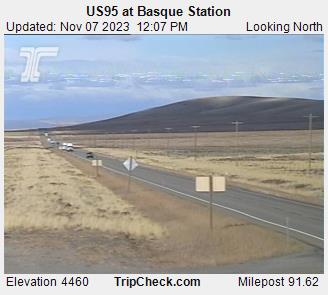 US95 at Basque Station
Updated: Nov 07 2023 12:07 PM Looking North
Elevation 4460 TripCheck.com Milepost 91.62